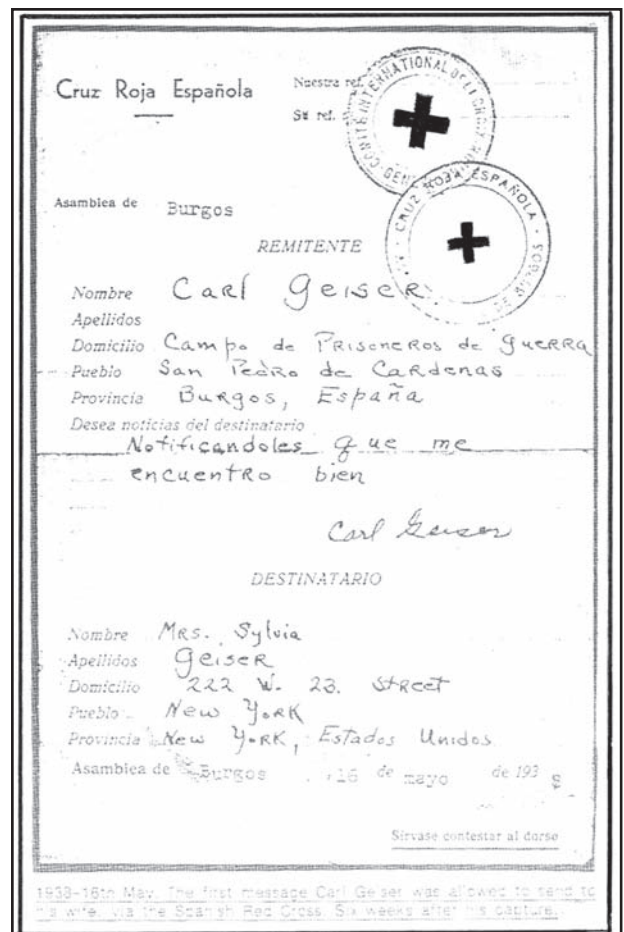 Cruz Roja Española
Nuestra ref.
Sú ref.
COMITE INTERNATIONAL DE LA CROIX
CRUZ ROJA ESPAÑOLA DE BURGOS
Asamblea de Burgos
REMITENTE
Nombre Carl Geiser
Apellidos
Domicilio Campo de Prisoneros de Guerra
Pueblo San Pedro de Cardenas
Provincia Burgos, España
Desea noticias del destinatario
Notificandoles que me
encuentro bien
Carl Geiser
DESTINATARIO
Nombre Mrs. Sylvia
Apellidos Geiser
Domicilio 222 W. 23. Street
Pueblo New York
Provincia New York, Estados Unidos
Asamblea de Burgos 16 de mayo de 193 8
Sírvase contestar al dorso
1938-16th May. The first message Carl Geiser was allowed to send to
his wife, via the Spanish Red Cross. Six weeks after his capture.